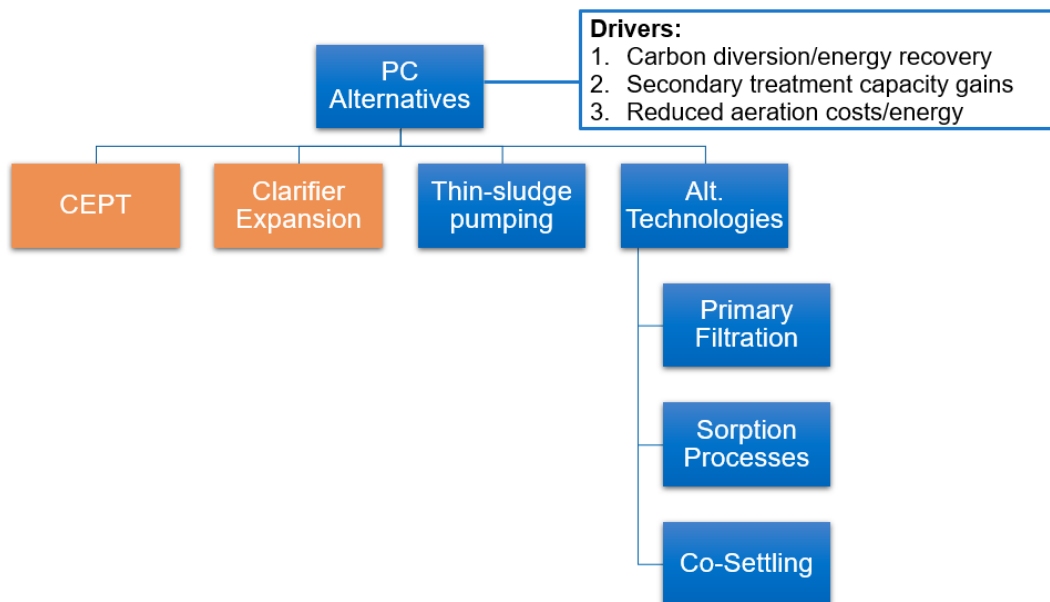 PC
Alternatives
Drivers:
1. Carbon diversion/energy recovery
2. Secondary treatment capacity gains
3. Reduced aeration costs/energy
CEPT
Clarifier
Expansion
Thin-sludge
pumping
Alt.
Technologies
Primary
Filtration
Sorption
Processes
Co-Settling